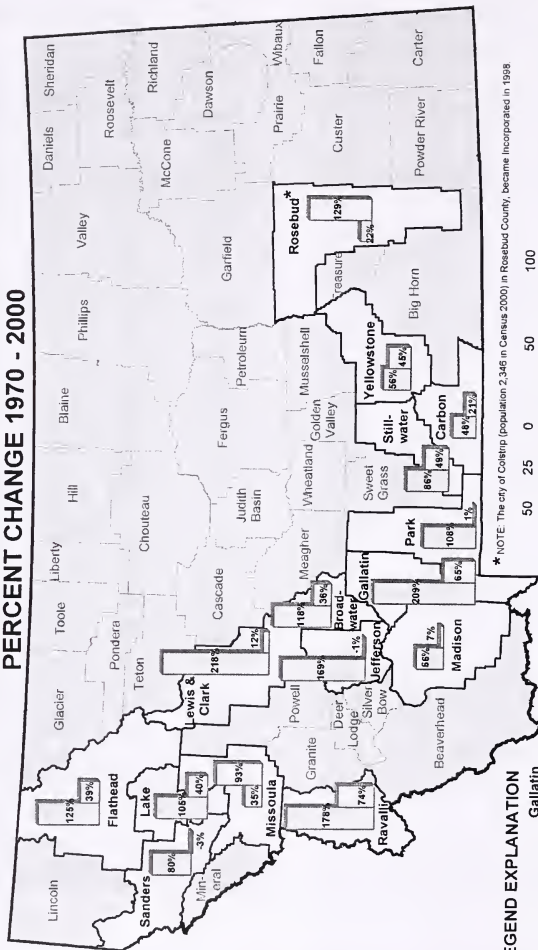 PERCENT CHANGE 1970 - 2000
Lincoln
Flathead
125%
39%
Glacier
Toole
Liberty
Hill
Blaine
Phillips
Valley
Daniels
Sheridan
Roosevelt
Richland
Sanders
80%
-3%
Lake
105%
40%
Pondera
Teton
Chouteau
Cascade
Lewis &
Clark
218%
12%
Fergus
Judith
Basin
Petroleum
Garfield
McCone
Dawson
Prairie
Wibaux
Fallon
Custer
Carter
Powder River
Min-
eral
Missoula
35%
93%
Powell
Granite
Deer
Lodge
Silver
Bow
Ravalli
178%
74%
Jefferson
169%
-1%
Broad-
water
118%
36%
Meagher
Wheatland
Golden
Valley
Musselshell
Treasure
Rosebud*
22%
129%
Beaverhead
Madison
66%
7%
Gallatin
209%
65%
Park
108%
1%
Sweet
Grass
Still-
water
86%
49%
Carbon
48%
21%
Yellowstone
56%
45%
Big Horn
* NOTE: The city of Colstrip (population 2,346 in Census 2000) in Rosebud County, became Incorporated in 1998.
50 25 0 50 100
LEGEND EXPLANATION
Gallatin